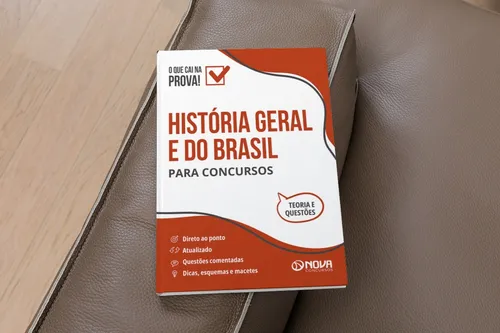 O QUE CAI NA
PROVA!
HISTÓRIA GERAL
E DO BRASIL
PARA CONCURSOS
TEORIA E
QUESTÕES
Direto ao ponto
Atualizado
Questões comentadas
Dicas, esquemas e macetes
NOVA
CONCURSOS